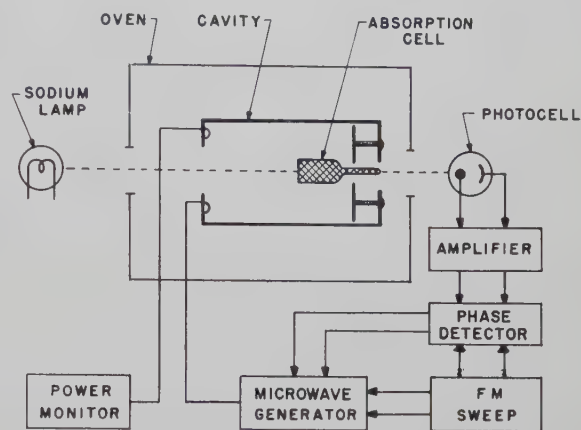 OVEN
CAVITY
ABSORPTION
CELL
SODIUM
LAMP
PHOTOCELL
AMPLIFIER
PHASE
DETECTOR
POWER
MONITOR
MICROWAVE
GENERATOR
FM
SWEEP